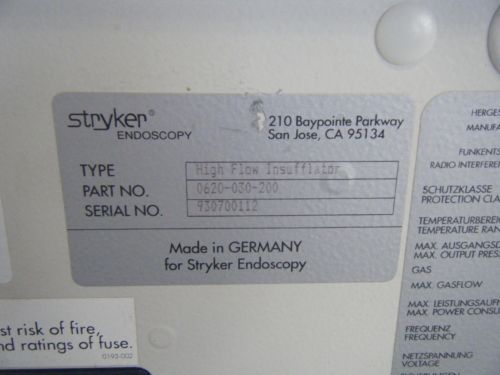 stryker®
ENDOSCOPY
210 Baypointe Parkway
San Jose, CA 95134
TYPE High Flow Insufflator
PART NO. 0620-030-200
SERIAL NO. 930700112
Made in GERMANY
for Stryker Endoscopy
st risk of fire,
nd ratings of fuse.
0193-002
HERGES
MANUFA
FUNKENTS
RADIO INTERFERE
SCHUTZKLASSE
PROTECTION CLA
TEMPERATURBEREIC
TEMPERATURE RAN
MAX. AUSGANGSD
MAX. OUTPUT PRES
GAS
MAX. GASFLOW
MAX. LEISTUNGSAUFN
MAX. POWER CONSU
FREQUENZ
FREQUENCY
NETZSPANNUNG
VOLTAGE